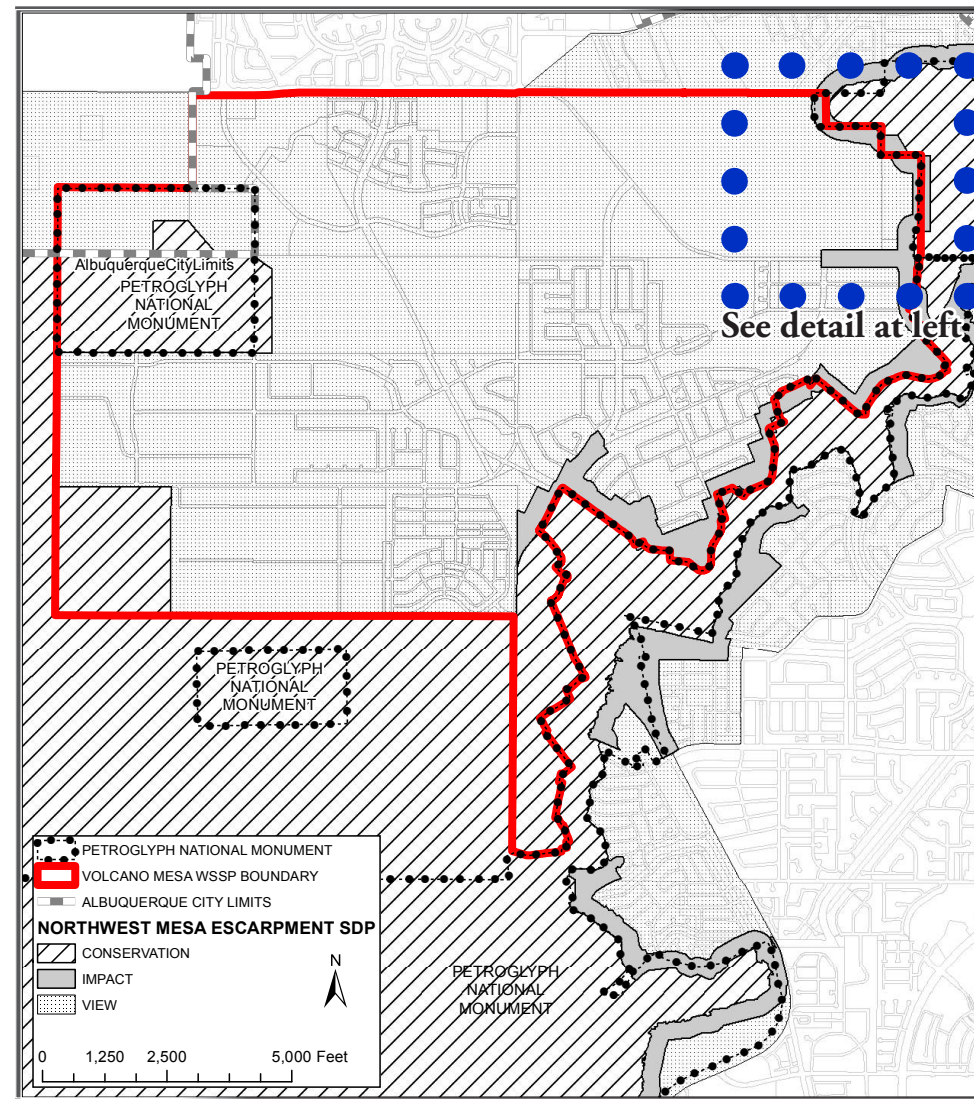 See detail at left.
AlbuquerqueCityLimits
PETROGLYPH
NATIONAL
MONUMENT
PETROGLYPH
NATIONAL
MONUMENT
PETROGLYPH
NATIONAL
MONUMENT
PETROGLYPH NATIONAL MONUMENT
VOLCANO MESA WSSP BOUNDARY
ALBUQUERQUE CITY LIMITS
NORTHWEST MESA ESCARPMENT SDP
CONSERVATION
IMPACT
VIEW
N
0 1,250 2,500 5,000 Feet